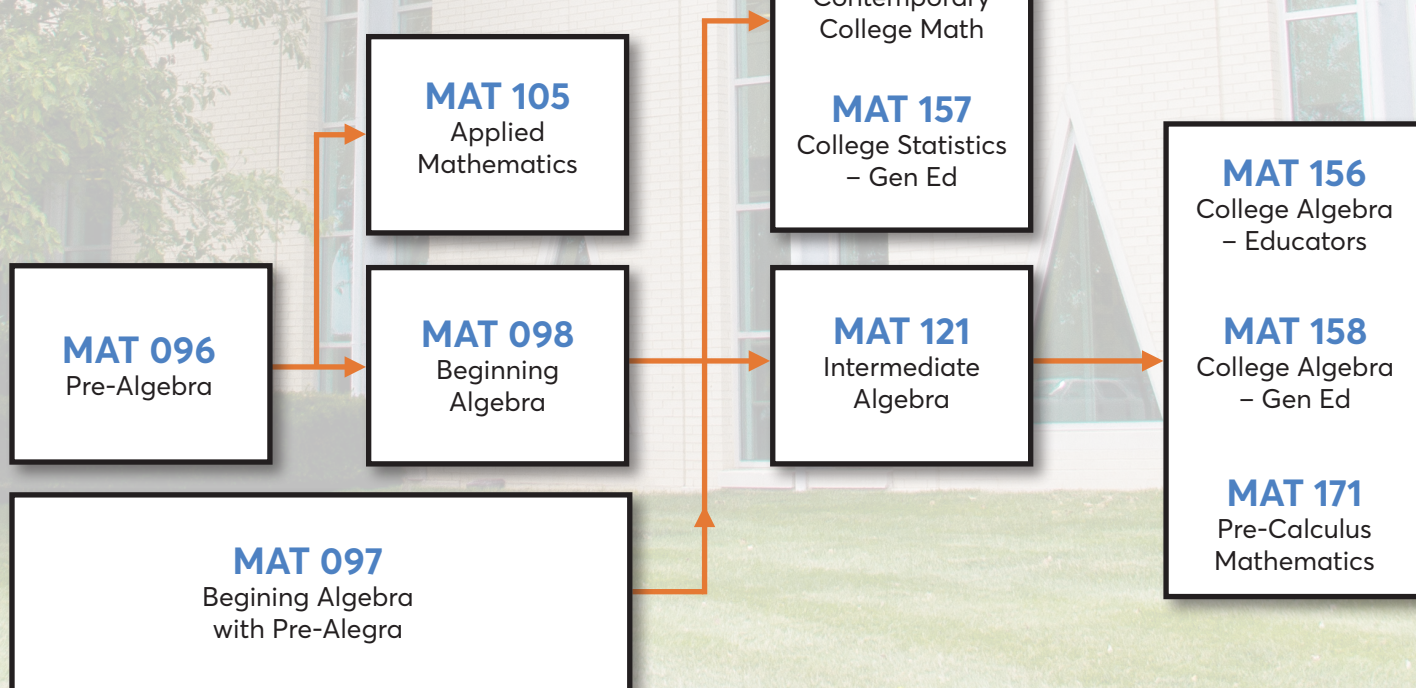 Contemporary
College Math
MAT 157
College Statistics
– Gen Ed
MAT 105
Applied
Mathematics
MAT 096
Pre-Algebra
MAT 098
Beginning
Algebra
MAT 121
Intermediate
Algebra
MAT 156
College Algebra
– Educators
MAT 158
College Algebra
– Gen Ed
MAT 171
Pre-Calculus
Mathematics
MAT 097
Begining Algebra
with Pre-Alegra